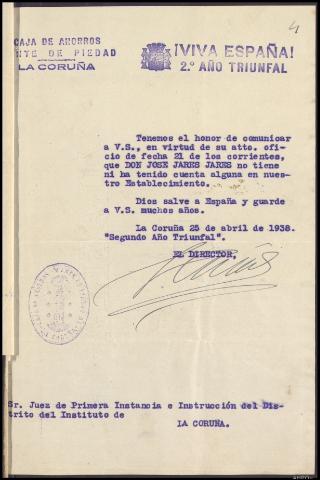 4
CAJA DE AHORROS
NTE DE PIEDAD
LA CORUÑA
¡VIVA ESPAÑA!
2.º AÑO TRIUNFAL
Tenemos el honor de comunicar
a V.S., en virtud de su atto. ofi-
cio de fecha 21 de los corrientes,
que DON JOSE JARES JARES no tiene
ni ha tenido cuenta alguna en nues-
tro Establecimiento.
Dios salve a España y guarde
a V.S. muchos años.
La Coruña 25 de abril de 1938.
"Segundo Año Triunfal".
EL DIRECTOR,
Sr. Juez de Primera Instancia e Instrucción del Dis-
trito del Instituto de
LA CORUÑA.